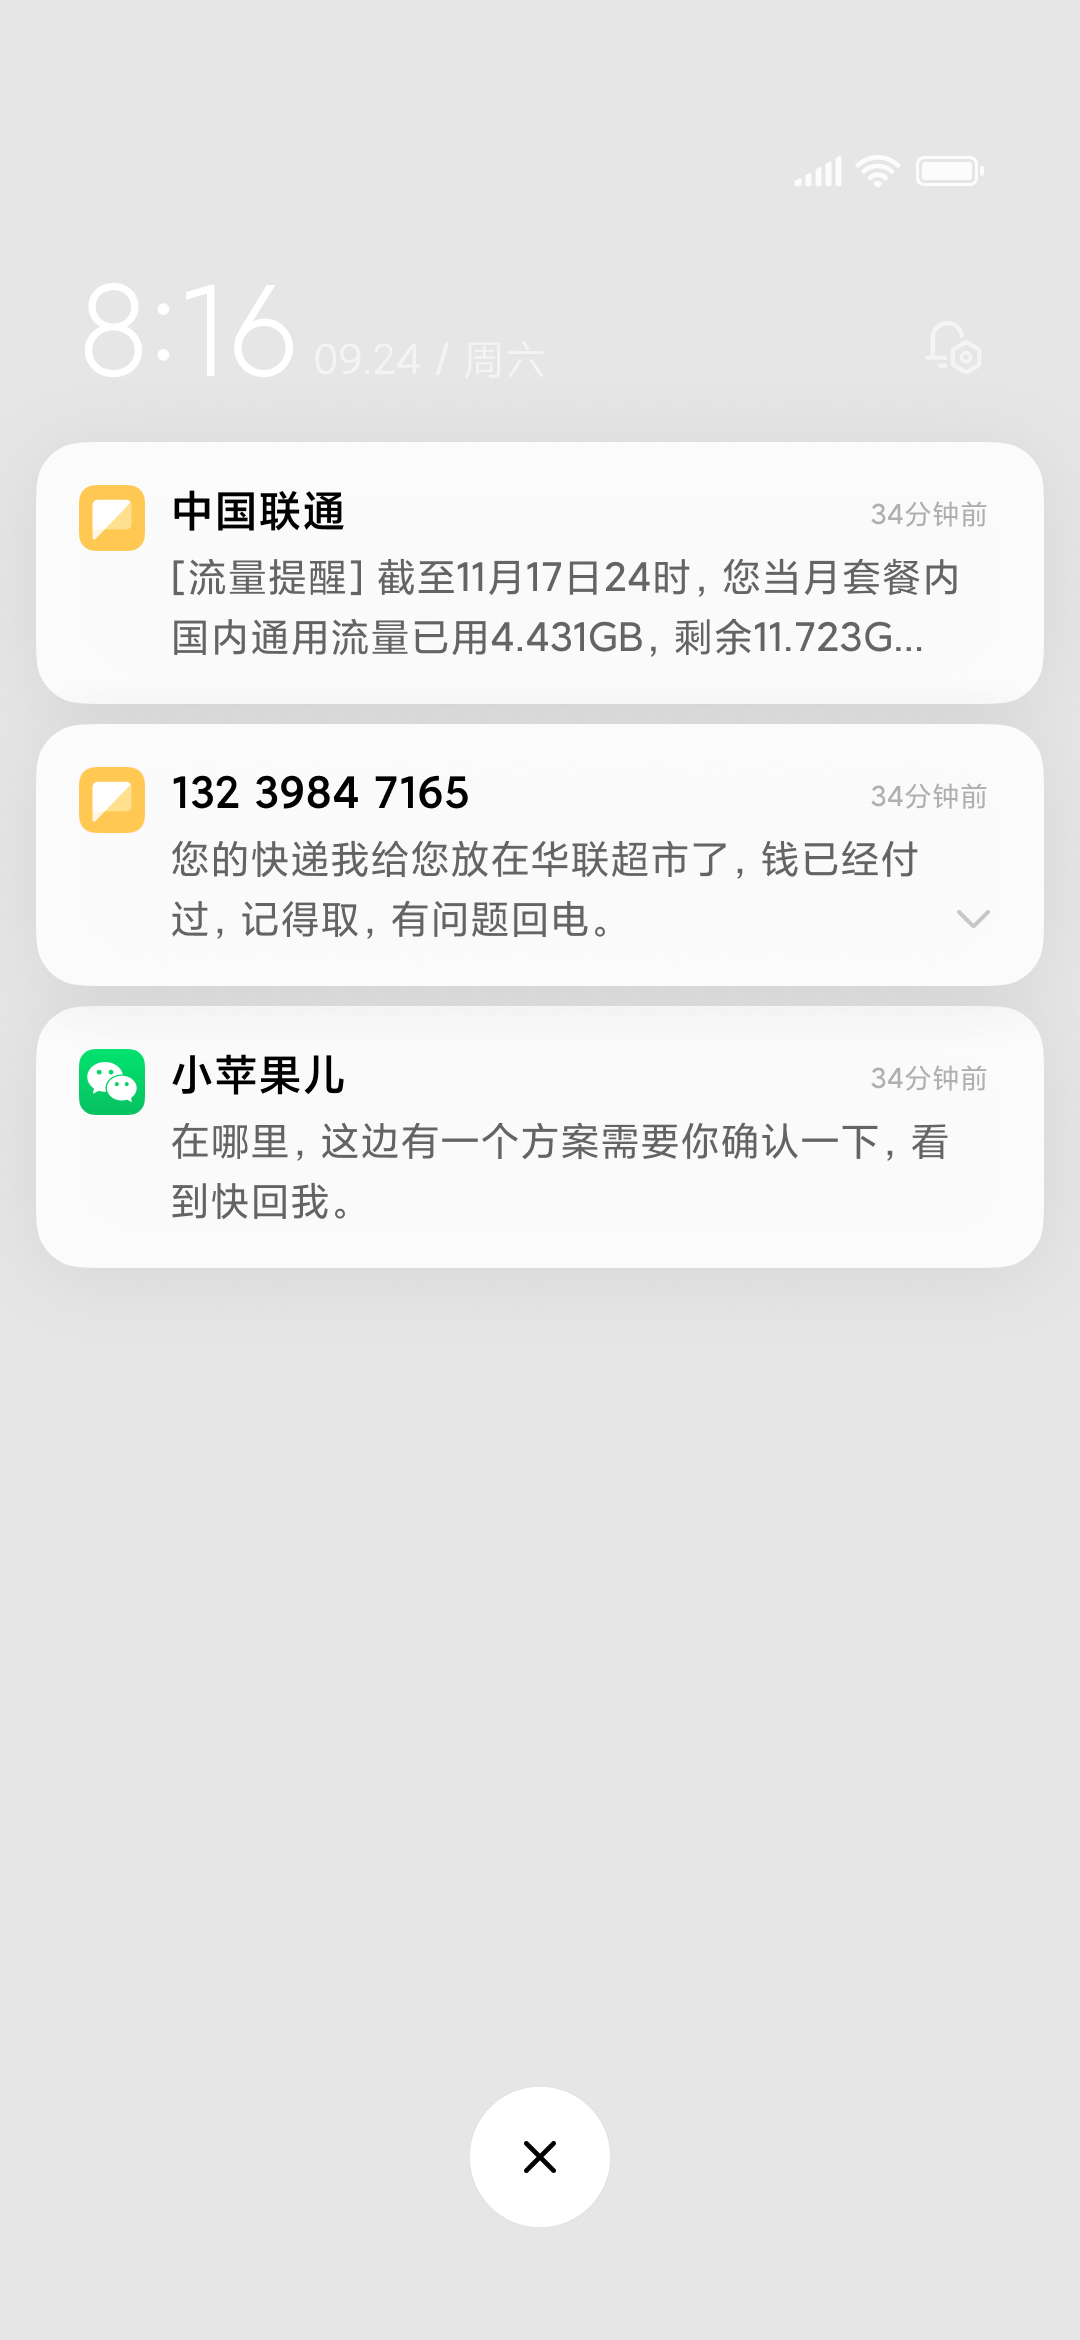 8:16 09.24 / 周六
中国联通 34分钟前
[流量提醒] 截至11月17日24时，您当月套餐内
国内通用流量已用4.431GB，剩余11.723G...
132 3984 7165 34分钟前
您的快递我给您放在华联超市了，钱已经付
过，记得取，有问题回电。
小苹果儿 34分钟前
在哪里，这边有一个方案需要你确认一下，看
到快回我。